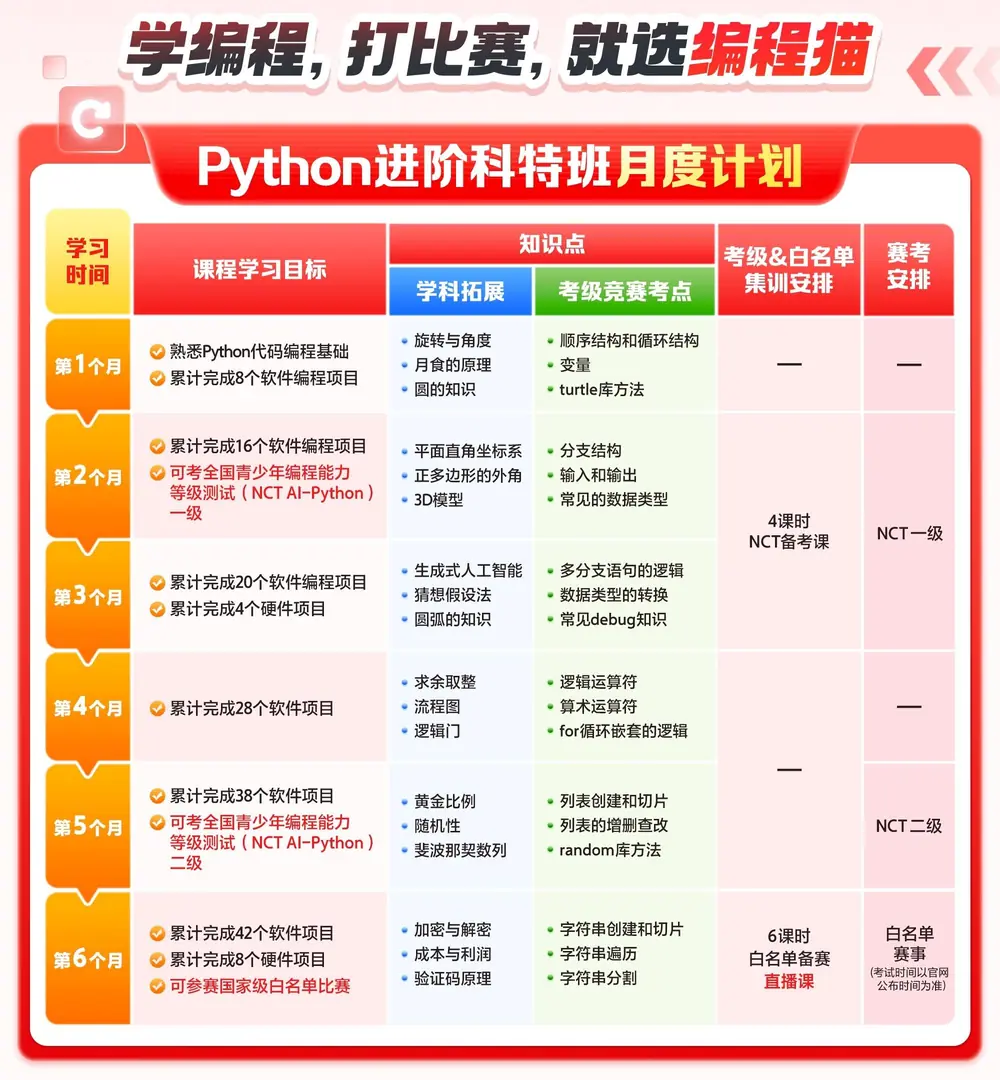 学编程, 打比赛, 就选编程猫
Python进阶科特班月度计划
学习
时间
课程学习目标
知识点
学科拓展
考级竞赛考点
考级&白名单
集训安排
赛考
安排
第1个月
熟悉Python代码编程基础
累计完成8个软件编程项目
旋转与角度
月食的原理
圆的知识
顺序结构和循环结构
变量
turtle库方法
—
—
第2个月
累计完成16个软件编程项目
可考全国青少年编程能力
等级测试（NCT AI-Python）
一级
平面直角坐标系
正多边形的外角
3D模型
分支结构
输入和输出
常见的数据类型
4课时
NCT备考课
NCT一级
第3个月
累计完成20个软件编程项目
累计完成4个硬件项目
生成式人工智能
猜想假设法
圆弧的知识
多分支语句的逻辑
数据类型的转换
常见debug知识
第4个月
累计完成28个软件项目
求余取整
流程图
逻辑门
逻辑运算符
算术运算符
for循环嵌套的逻辑
—
—
第5个月
累计完成38个软件项目
可考全国青少年编程能力
等级测试（NCT AI-Python）
二级
黄金比例
随机性
斐波那契数列
列表创建和切片
列表的增删查改
random库方法
NCT二级
第6个月
累计完成42个软件项目
累计完成8个硬件项目
可参赛国家级白名单比赛
加密与解密
成本与利润
验证码原理
字符串创建和切片
字符串遍历
字符串分割
6课时
白名单备赛
直播课
白名单
赛事
(考试时间以官网
公布时间为准)